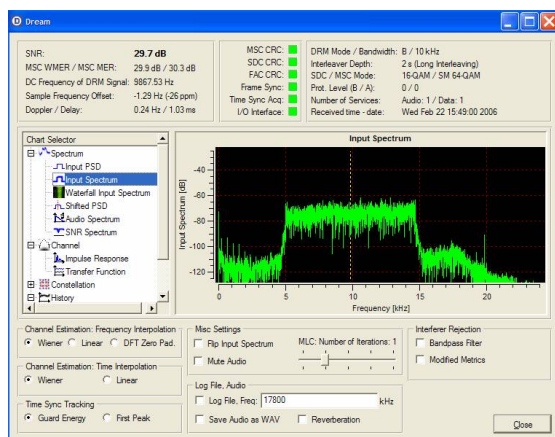 Dream
SNR: 29.7 dB
MSC WMER / MSC MER: 29.9 dB / 30.3 dB
DC Frequency of DRM Signal: 9867.53 Hz
Sample Frequency Offset: -1.29 Hz (-26 ppm)
Doppler / Delay: 0.24 Hz / 1.03 ms
MSC CRC:
SDC CRC:
FAC CRC:
Frame Sync:
Time Sync Acq:
I/O Interface:
DRM Mode / Bandwidth: B / 10 kHz
Interleaver Depth: 2 s (Long Interleaving)
SDC / MSC Mode: 16-QAM / SM 64-QAM
Prot. Level (B / A): 0 / 0
Number of Services: Audio: 1 / Data: 1
Received time - date: Wed Feb 22 15:49:00 2006
Chart Selector
Spectrum
Input PSD
Input Spectrum
Waterfall Input Spectrum
Shifted PSD
Audio Spectrum
SNR Spectrum
Channel
Impulse Response
Transfer Function
Constellation
History
Input Spectrum
Input Spectrum [dB]
-40
-60
-80
-100
-120
0 5 10 15 20
Frequency [kHz]
Channel Estimation: Frequency Interpolation
Wiener Linear DFT Zero Pad.
Channel Estimation: Time Interpolation
Wiener Linear
Time Sync Tracking
Guard Energy First Peak
Misc Settings
Flip Input Spectrum
Mute Audio
MLC: Number of Iterations: 1
Log File, Audio
Log File, Freq: 17800 kHz
Save Audio as WAV Reverberation
Interferer Rejection
Bandpass Filter
Modified Metrics
Close